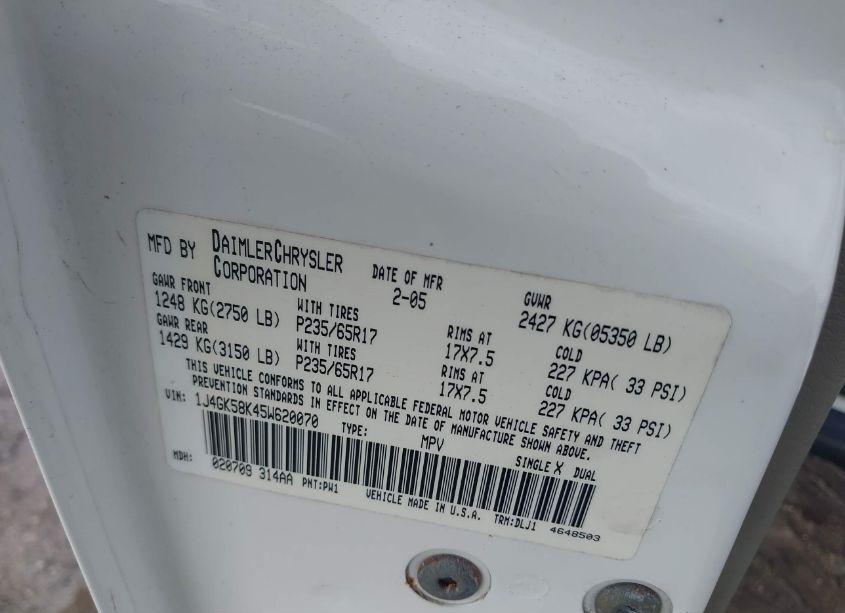 MFD BY DAIMLERCHRYSLER CORPORATION DATE OF MFR 2-05 GVWR 2427 KG(05350 LB)
GAWR FRONT WITH TIRES RIMS AT COLD
1248 KG(2750 LB) P235/65R17 17X7.5 227 KPA( 33 PSI)
GAWR REAR WITH TIRES RIMS AT COLD
1429 KG(3150 LB) P235/65R17 17X7.5 227 KPA( 33 PSI)
THIS VEHICLE CONFORMS TO ALL APPLICABLE FEDERAL MOTOR VEHICLE SAFETY AND THEFT
PREVENTION STANDARDS IN EFFECT ON THE DATE OF MANUFACTURE SHOWN ABOVE.
VIN: 1J4GK58K45W620070 TYPE: MPV SINGLE X DUAL
MDH: 020709 314AA PNT:PW1 VEHICLE MADE IN U.S.A. TRM:DLJ1 4648503